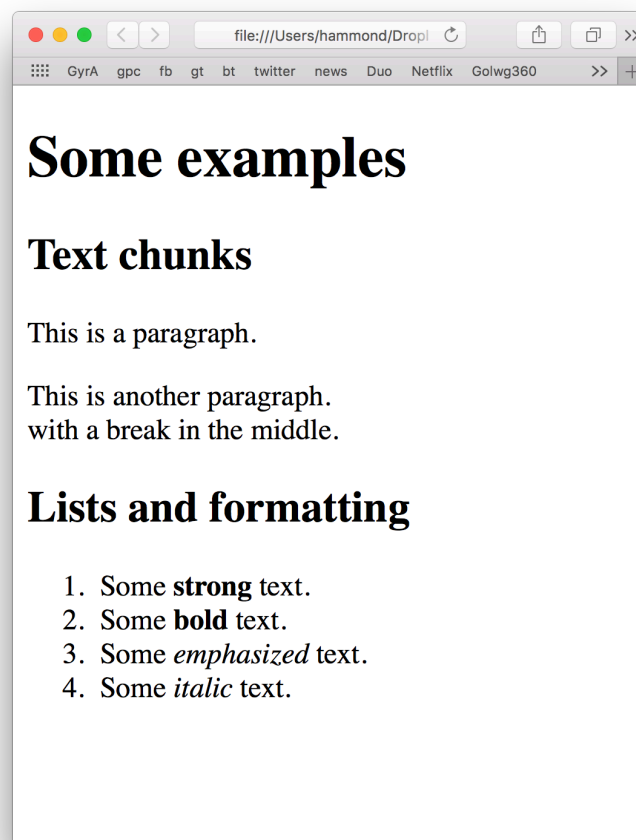 file:///Users/hammond/Dropl
GyrA gpc fb gt bt twitter news Duo Netflix Golwg360 >>
Some examples
Text chunks
This is a paragraph.
This is another paragraph.
with a break in the middle.
Lists and formatting
1. Some strong text.
2. Some bold text.
3. Some emphasized text.
4. Some italic text.